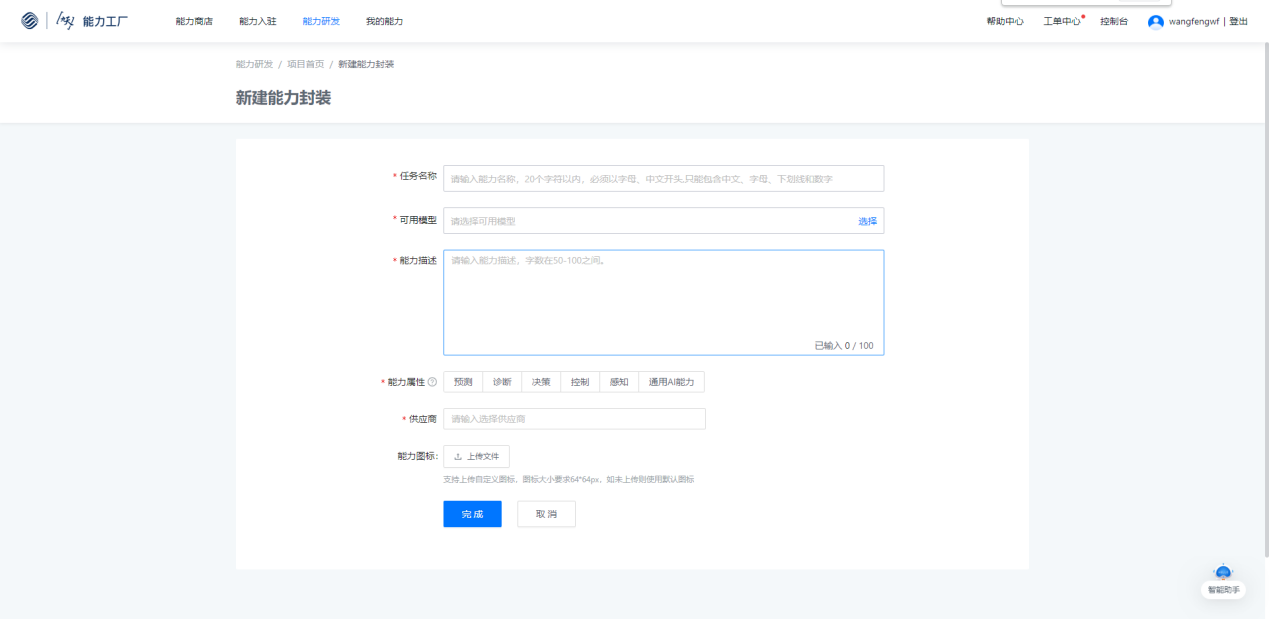 能力工厂 能力商店 能力入驻 能力研发 我的能力 帮助中心 工单中心 控制台 wangfengwf | 登出
能力研发 / 项目首页 / 新建能力封装
新建能力封装
* 任务名称 请输入能力名称，20个字符以内，必须以字母、中文开头,只能包含中文、字母、下划线和数字
* 可用模型 请选择可用模型 选择
* 能力描述 请输入能力描述，字数在50-100之间。
已输入 0 / 100
* 能力属性 ? 预测 诊断 决策 控制 感知 通用AI能力
* 供应商 请输入选择供应商
能力图标: 上传文件
支持上传自定义图标，图标大小要求64*64px，如未上传则使用默认图标
完成 取消
智能助手